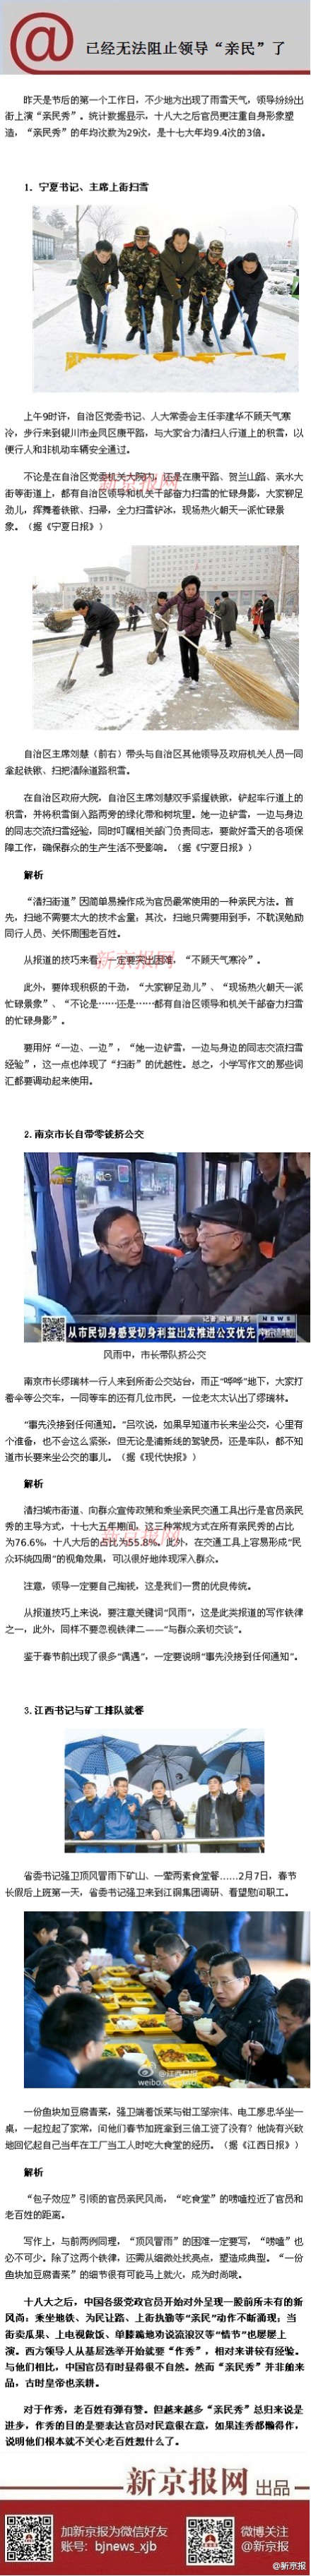 @
已经无法阻止领导“亲民”了
昨天是节后的第一个工作日，不少地方出现了雨雪天气，领导纷纷出
街上演“亲民秀”。统计数据显示，十八大之后官员更注重自身形象塑
造，“亲民秀”的年均次数为29次，是十七大年均9.4次的3倍。
1. 宁夏书记、主席上街扫雪
上午9时许，自治区党委书记、人大常委会主任李建华不顾天气寒
冷，步行来到银川市金凤区康平路，与大家合力清扫人行道上的积雪，以
便行人和非机动车辆安全通过。
不论是在自治区党委机关大院内，还是在康平路、贺兰山路、亲水大
街等街道上，都有自治区领导和机关干部奋力扫雪的忙碌身影，大家铆足
劲儿，挥舞着铁锨、扫帚，全力扫雪铲冰，现场热火朝天一派忙碌景
象。（据《宁夏日报》）
新京报网
自治区主席刘慧（前右）带头与自治区其他领导及政府机关人员一同
拿起铁锨、扫把清除道路积雪。
在自治区政府大院，自治区主席刘慧双手紧握铁锨，铲起车行道上的
积雪，并将积雪倒入路两旁的绿化带和树坑里。她一边铲雪，一边与身边
的同志交流扫雪经验，同时叮嘱相关部门负责同志，要做好雪天的各项保
障工作，确保群众的生产生活不受影响。（据《宁夏日报》）
解析
“清扫街道”因简单易操作成为官员最常使用的一种亲民方法。首
先，扫地不需要太大的技术含量；其次，扫地只需要用到手，不耽误勉励
同行人员、关怀周围老百姓。
从报道的技巧来看，一定要突出困难，“不顾天气寒冷”。
新京报网
此外，要体现积极的干劲，“大家铆足劲儿”、“现场热火朝天一派
忙碌景象”、“不论是……还是……都有自治区领导和机关干部奋力扫雪
的忙碌身影”。
要用好“一边、一边”，“她一边铲雪，一边与身边的同志交流扫雪
经验”，这一点也体现了“扫街”的优越性。总之，小学写作文的那些词
汇都要调动起来使用。
2.南京市长自带零钱挤公交
从市民切身感受切身利益出发推进公交优先
NEWS
风雨中，市长带队挤公交
南京市长缪瑞林一行人来到所街公交站台，雨正“哗哗”地下，大家打
着伞等公交车，一同等车的还有几位市民，一位老太太认出了缪瑞林。
“事先没接到任何通知。”吕悦说，如果早知道市长来坐公交，心里有
个准备，也不会这么紧张，但无论是浦新线的驾驶员，还是车队，都不知
道市长要来坐公交的事儿。（据《现代快报》）
解析
清扫城市街道、向群众宣传政策和乘坐亲民交通工具出行是官员亲民
秀的主导方式，十七大五年期间，这三种常规方式在所有亲民秀的占比
为76.6%，十八大后的占比为55.8%。此外，在交通工具上容易形成“民
众环绕四周”的视角效果，可以很好地体现深入群众。
新京报网
注意，领导一定要自己掏钱，这是我们一贯的优良传统。
从报道技巧上来说，要注意关键词“风雨”，这是此类报道的写作铁律
之一，此外，同样不要忽视铁律二——“与群众亲切交谈”。
鉴于春节前出现了很多“偶遇”，一定要说明“事先没接到任何通知”。
3.江西书记与矿工排队就餐
省委书记强卫顶风冒雨下矿山、一荤两素食堂餐……2月7日，春节
长假后上班第一天，省委书记强卫来到江铜集团调研、看望慰问职工。
weibo.com
一份鱼块加豆腐青菜，强卫端着饭菜与钳工邹宗伟、电工廖忠华坐一
桌，一起拉起了家常，问他们春节加班拿到三倍工资了没有？他饶有兴致
地回忆起自己当年在工厂当工人时吃大食堂的经历。（据《江西日报》）
解析
“包子效应”引领的官员亲民风尚，“吃食堂”的唠嗑拉近了官员和
老百姓的距离。
写作上，与前两例同理，“顶风冒雨”的困难一定要写，“唠嗑”也
必不可少。除了这两个铁律，还需从细微处找亮点，塑造成典型。“一份
鱼块加豆腐青菜”的细节很有可能马上就火，成为时尚哦。
十八大之后，中国各级党政官员开始对外呈现一股前所未有的新
风尚：乘坐地铁、为民让路、上街执勤等“亲民”动作不断涌现；当
街卖瓜果、上电视做饭、单膝跪地劝说流浪汉等“情节”也屡屡上
演。西方领导人从基层选举开始就要“作秀”，相对来讲较有经验。
与他们相比，中国官员有时显得很不自然。然而“亲民秀”并非舶来
品，古时皇帝也亲耕。
对于作秀，老百姓有弹有赞。但越来越多“亲民秀”总归来说是
进步，作秀的目的是要表达官员对民意很在意，如果连秀都懒得作，
说明他们根本就不关心老百姓想什么了。
新京报网 出品
加新京报为微信好友
账号：bjnews_xjb
微博关注
@新京报
@新京报